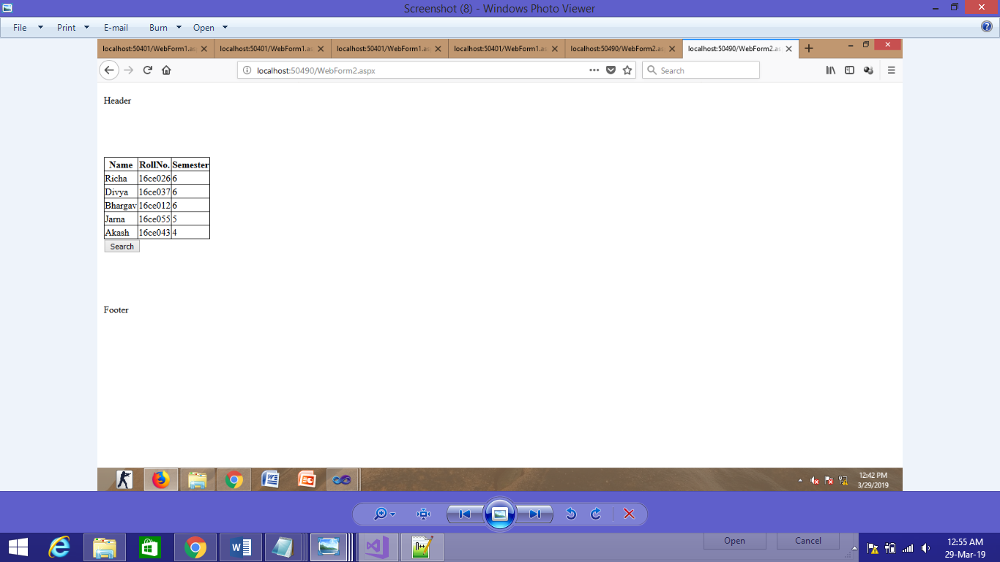 Screenshot (8) - Windows Photo Viewer
File Print E-mail Burn Open
localhost:50401/WebForm1.as localhost:50401/WebForm1.as localhost:50401/WebForm1.as localhost:50401/WebForm1.as localhost:50490/WebForm2.as localhost:50490/WebForm2.as
localhost:50490/WebForm2.aspx Search
Header
Name RollNo. Semester
Richa 16ce026 6
Divya 16ce037 6
Bhargav 16ce012 6
Jarna 16ce055 5
Akash 16ce043 4
Search
Footer
12:42 PM
3/29/2019
Open Cancel
12:55 AM
29-Mar-19